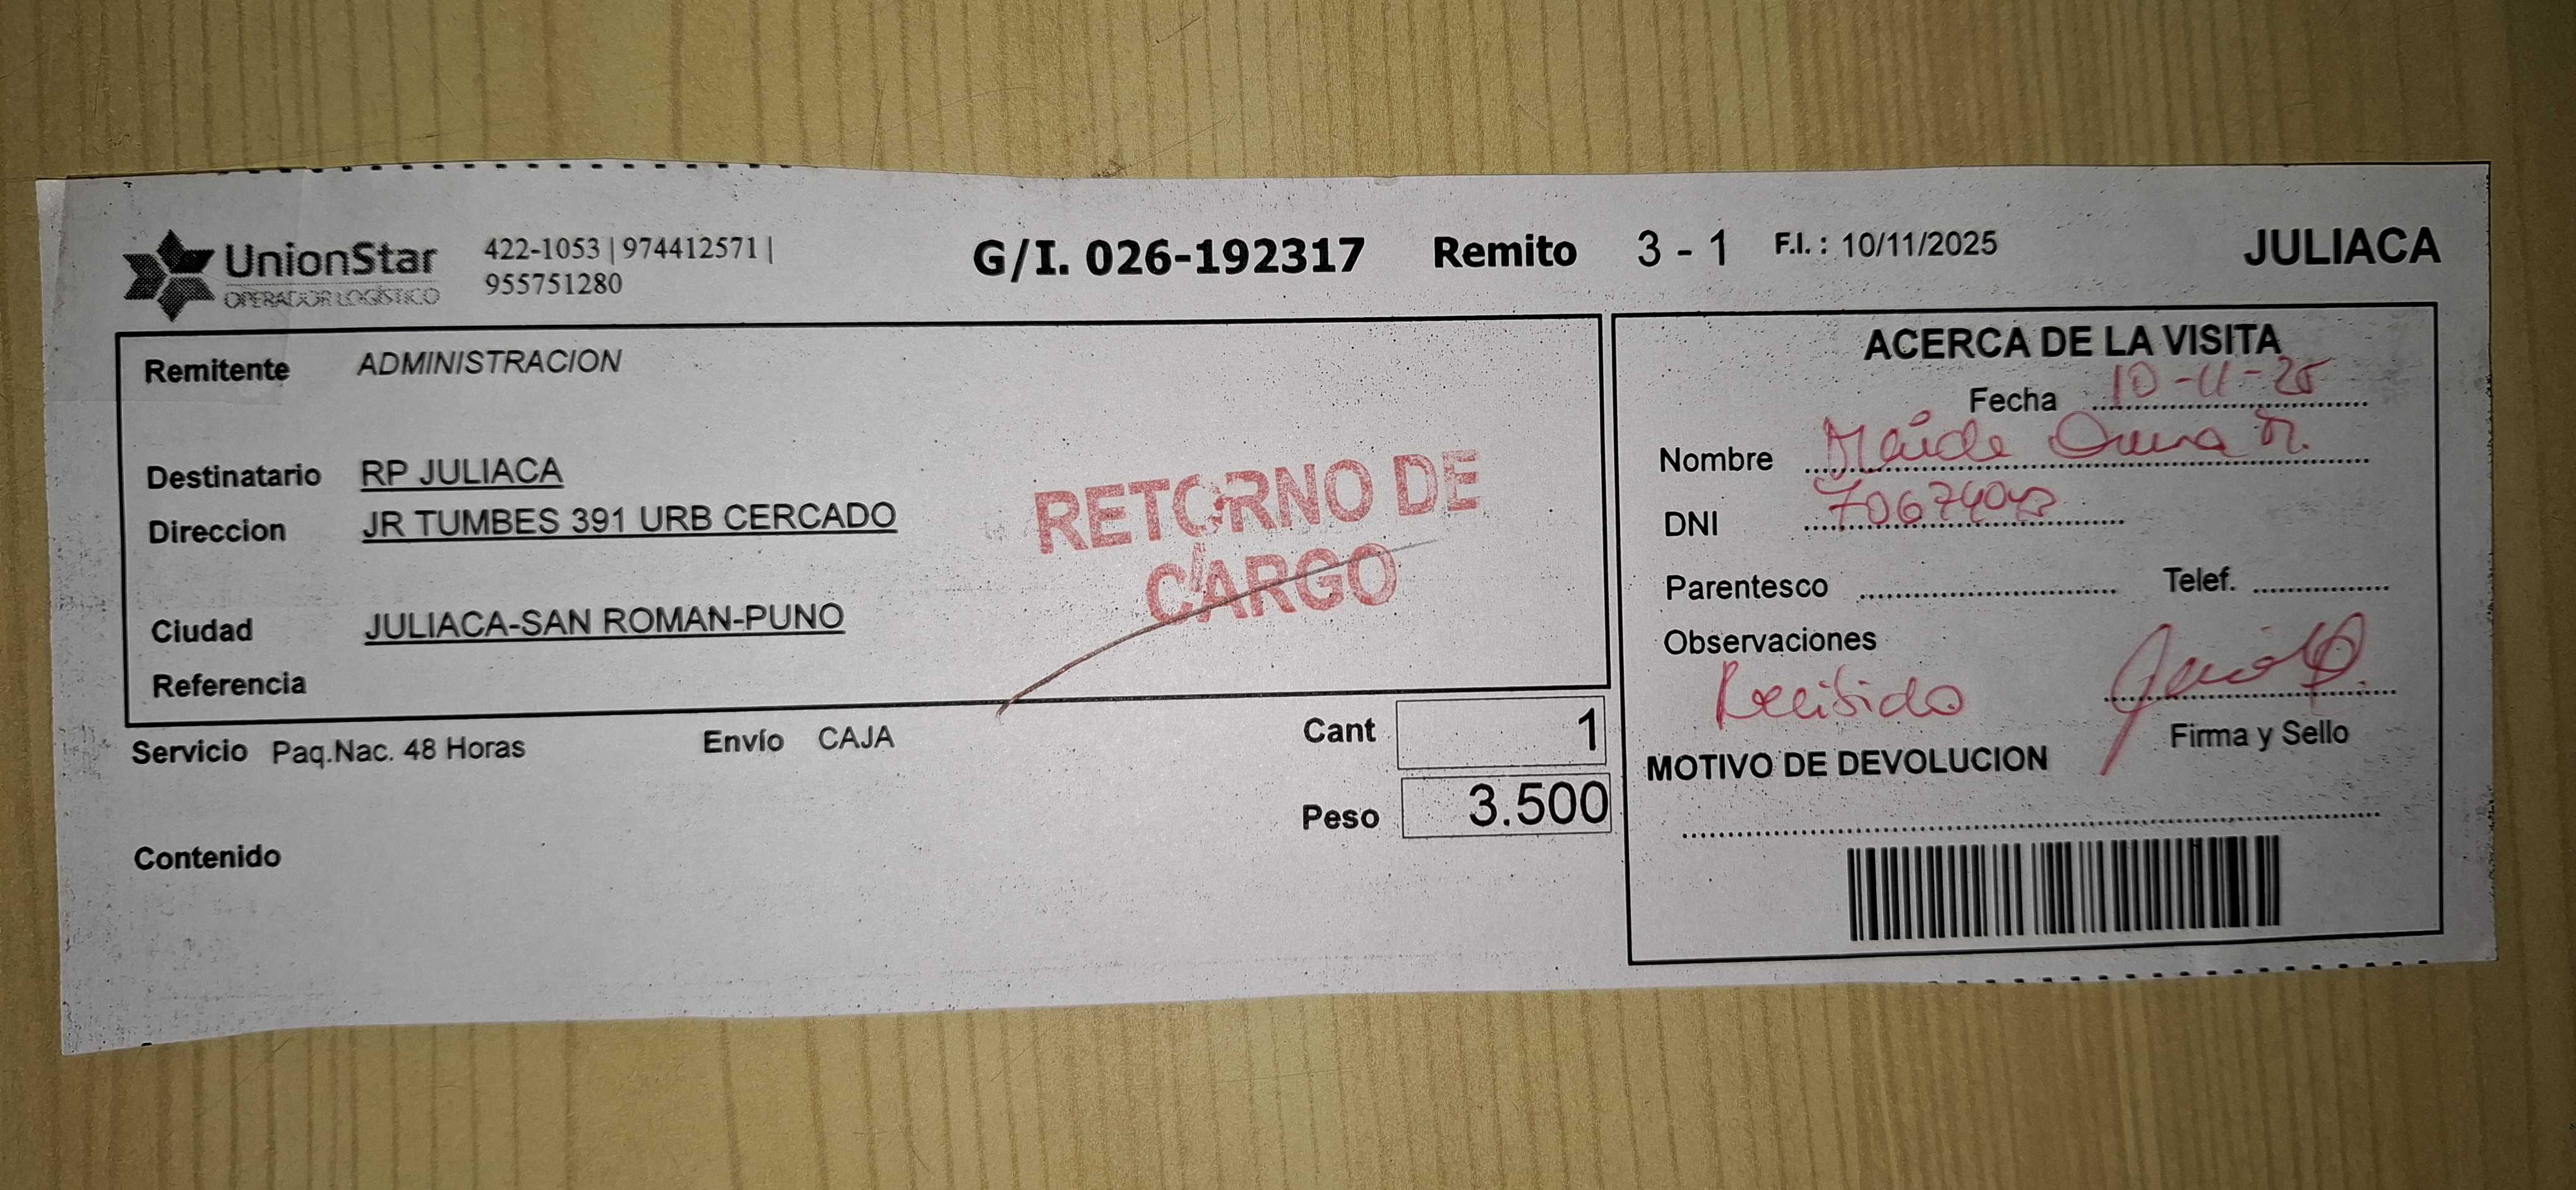 UnionStar
OPERADOR LOGÍSTICO
422-1053 | 974412571 |
955751280
G/I. 026-192317 Remito 3 - 1 F.I. : 10/11/2025 JULIACA
Remitente ADMINISTRACION
Destinatario RP JULIACA
Direccion JR TUMBES 391 URB CERCADO
Ciudad JULIACA-SAN ROMAN-PUNO
Referencia
RETORNO DE
CARGO
Servicio Paq.Nac. 48 Horas Envío CAJA
Cant 1
Peso 3.500
Contenido
ACERCA DE LA VISITA
Fecha 10-11-25
Nombre
DNI
Parentesco Telef.
Observaciones
Recibido
Firma y Sello
MOTIVO DE DEVOLUCION